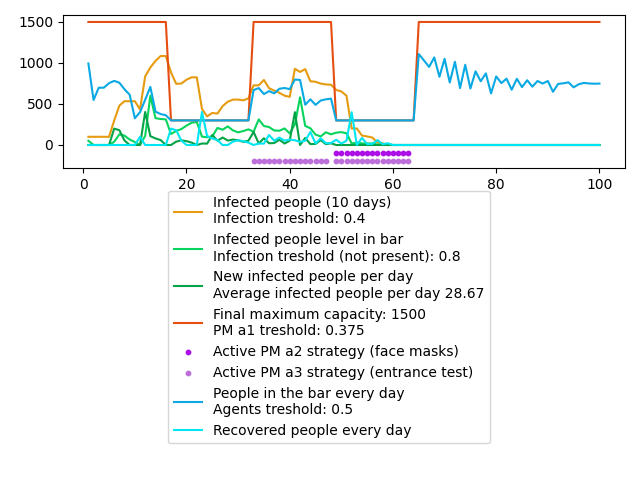 1500
1000
500
0
0 20 40 60 80 100
Infected people (10 days)
Infection treshold: 0.4
Infected people level in bar
Infection treshold (not present): 0.8
New infected people per day
Average infected people per day 28.67
Final maximum capacity: 1500
PM a1 treshold: 0.375
Active PM a2 strategy (face masks)
Active PM a3 strategy (entrance test)
People in the bar every day
Agents treshold: 0.5
Recovered people every day